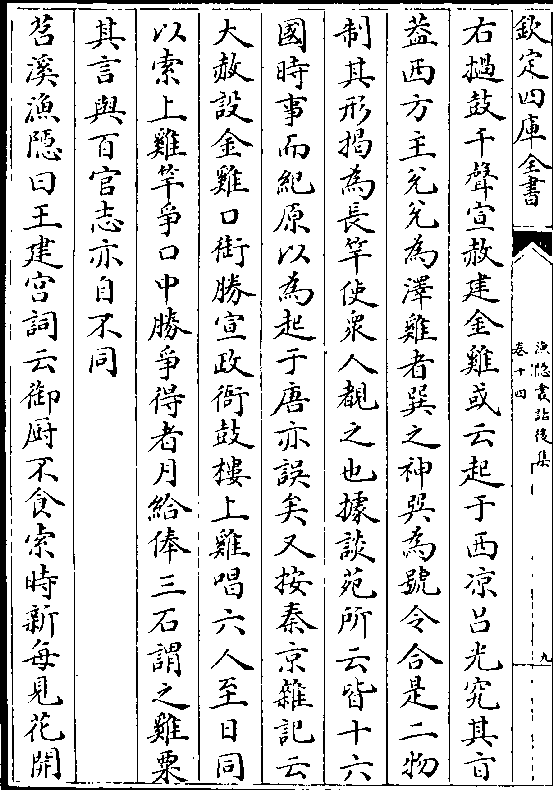 欽定四庫全書
漁隱叢話後集
卷十四
九
右撾鼓千聲宣赦建金雞或云起于西凉吕光究其㫖
葢西方主兊兊為澤雞者巽之神巽為號令合是二物
制其形揭為長竿使衆人覩之也據談苑所云皆十六
國時事而紀原以為起于唐亦誤矣又按秦京雜記云
大赦設金雞口銜勝宣政衙鼓樓上雞唱六人至日同
以索上雞竿爭口中勝爭得者月給俸三石謂之雞粟
其言與百官志亦自不同
苕溪漁隱曰王建宫詞云御厨不食索時新每見花開